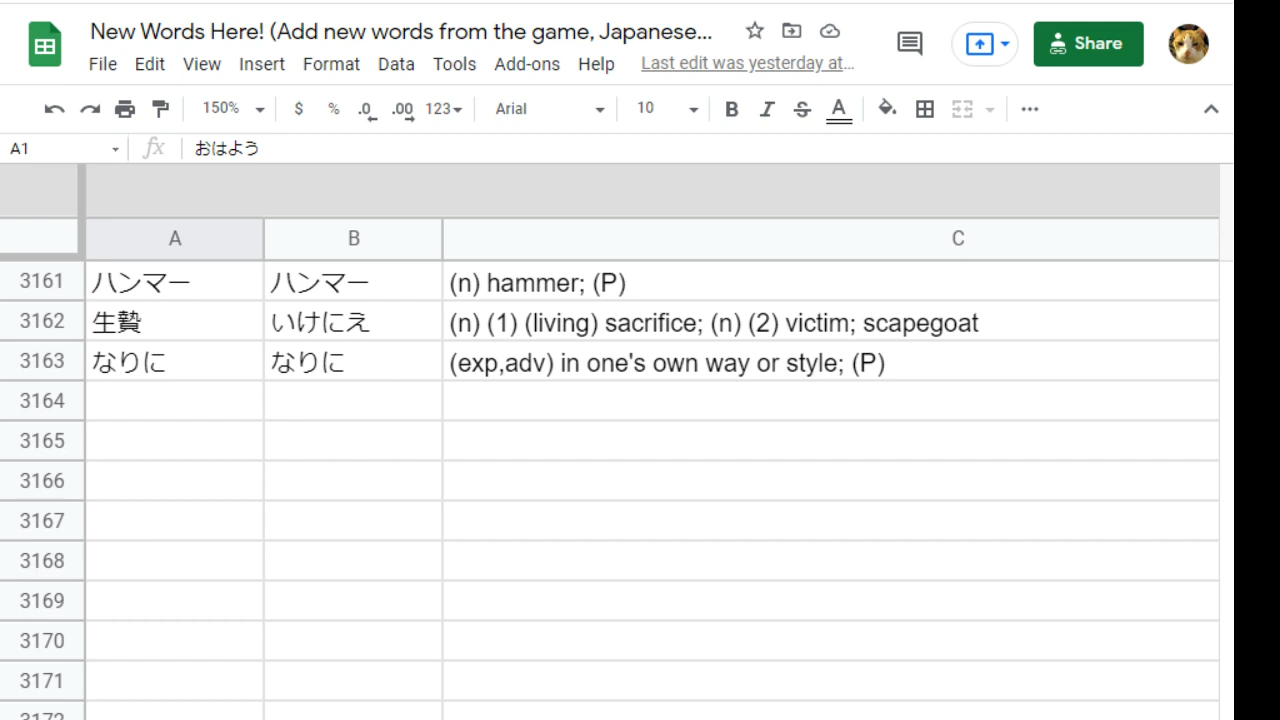 New Words Here! (Add new words from the game, Japanese...
File Edit View Insert Format Data Tools Add-ons Help Last edit was yesterday at...
Share
150% $ % .0 .00 123 Arial 10 B I S A ...
A1 fx おはよう
A B C
3161 ハンマー ハンマー (n) hammer; (P)
3162 生贄 いけにえ (n) (1) (living) sacrifice; (n) (2) victim; scapegoat
3163 なりに なりに (exp,adv) in one's own way or style; (P)
3164
3165
3166
3167
3168
3169
3170
3171
3172